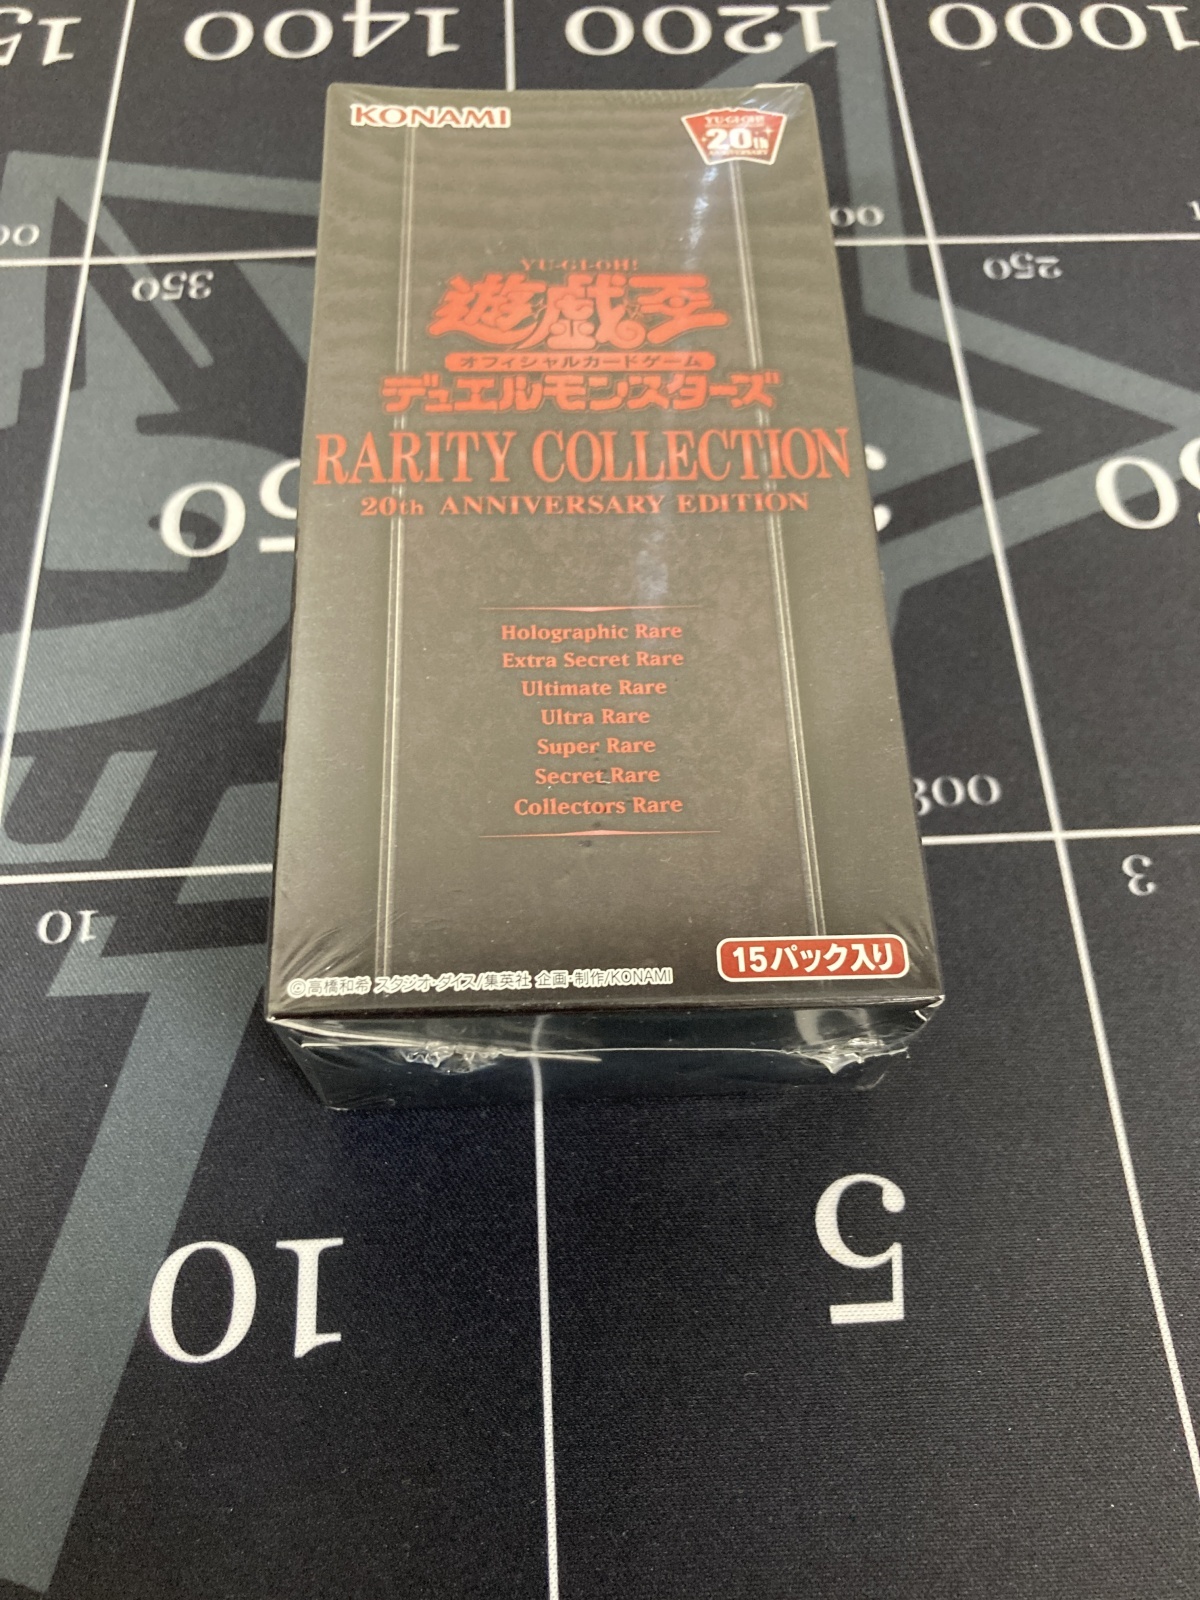 1400
1200
1000
KONAMI
YU-GI-OH!
20th
ANNIVERSARY
350
250
YU-GI-OH!
遊戯王
オフィシャルカードゲーム
デュエルモンスターズ
RARITY COLLECTION
20th ANNIVERSARY EDITION
Holographic Rare
Extra Secret Rare
Ultimate Rare
Ultra Rare
Super Rare
Secret Rare
Collectors Rare
800
3
10
15パック入り
©高橋和希 スタジオ・ダイス/集英社 企画・制作/KONAMI
5
10